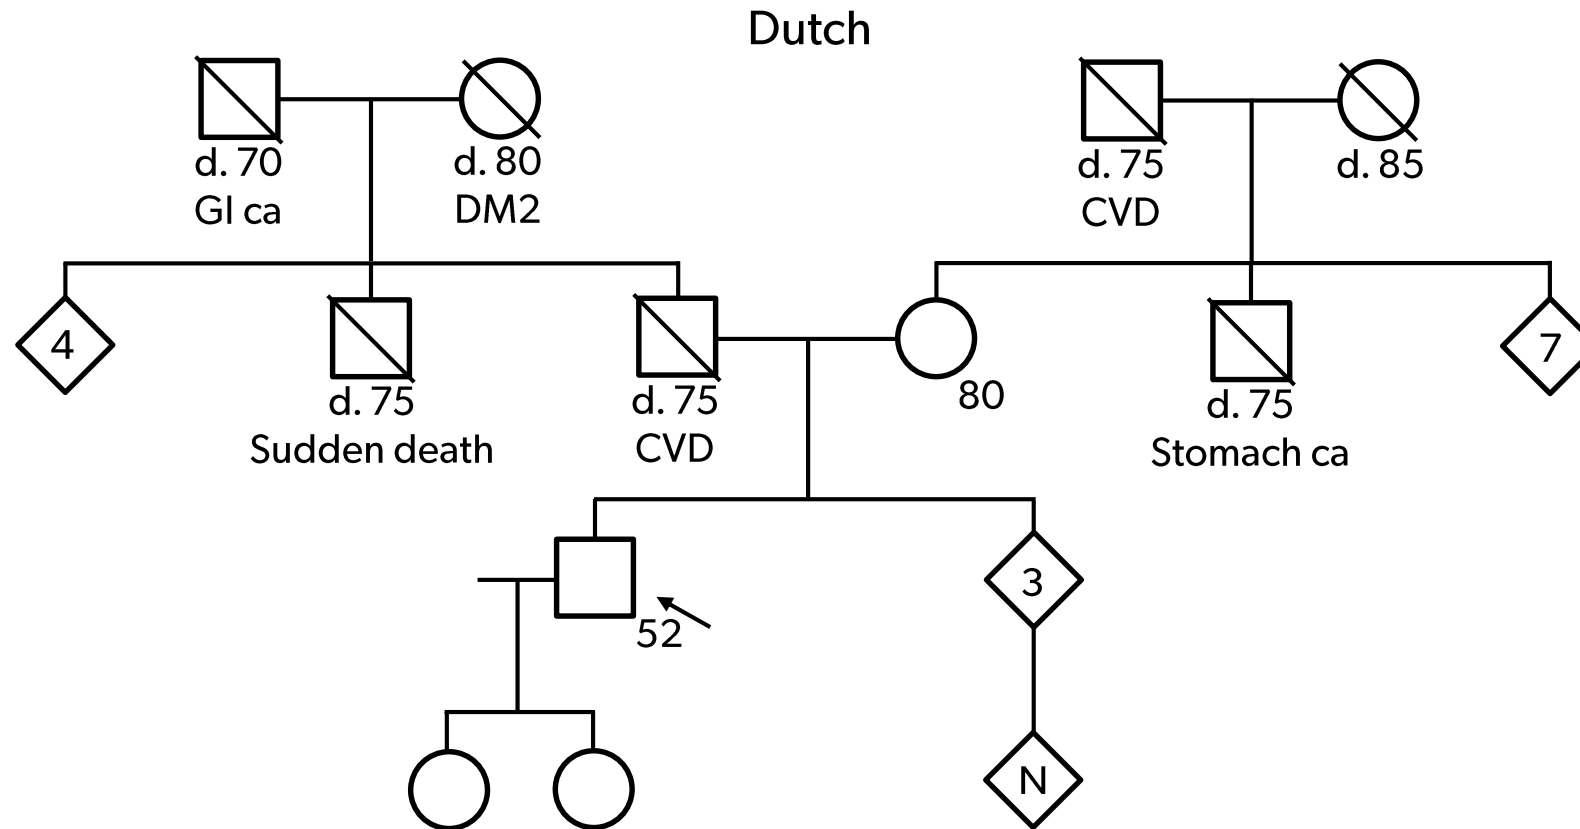 Dutch
d. 70
GI ca
d. 80
DM2
d. 75
CVD
d. 85
4
d. 75
Sudden death
d. 75
CVD
80
d. 75
Stomach ca
7
52
3
N